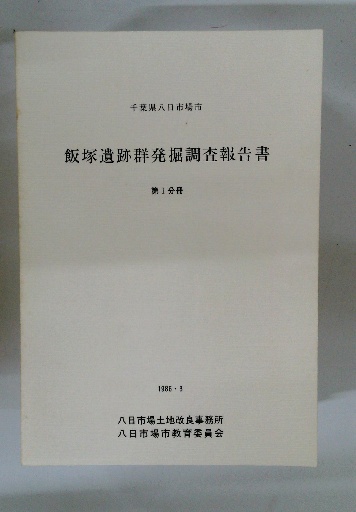 千葉県八日市場市
飯塚遺跡群発掘調査報告書
第1分冊
1986・3
八日市場土地改良事務所
八日市場市教育委員会